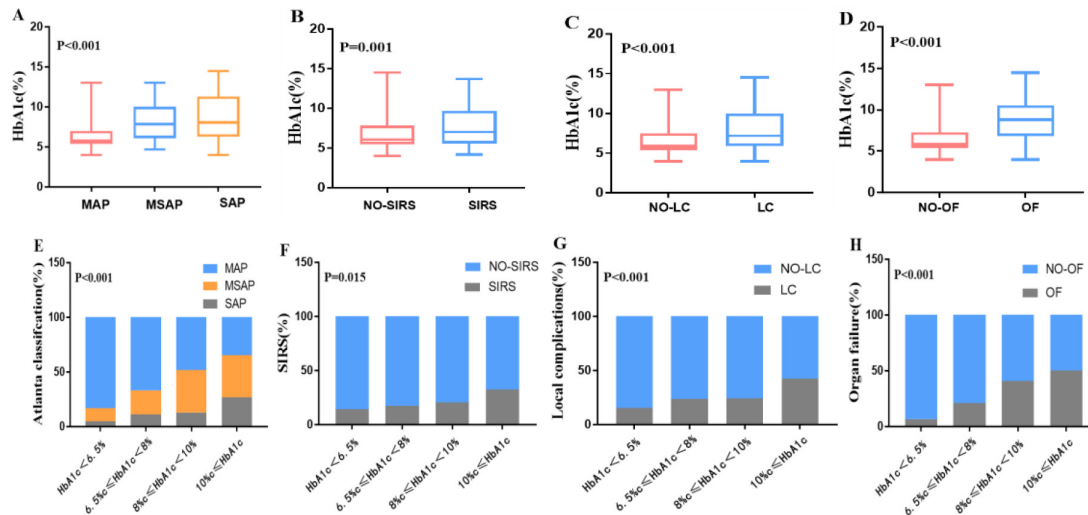 A
P<0.001
HbA1c(%)
20
15
10
5
0
MAP
MSAP
SAP
B
P=0.001
HbA1c(%)
20
15
10
5
0
NO-SIRS
SIRS
C
P<0.001
HbA1c(%)
20
15
10
5
0
NO-LC
LC
D
P<0.001
HbA1c(%)
20
15
10
5
0
NO-OF
OF
E
P<0.001
MAP
MSAP
SAP
Atlanta classifcation(%)
150
100
50
0
HbA1c<6.5%
6.5%c≤HbA1c<8%
8%c≤HbA1c<10%
10%c≤HbA1c
F
P=0.015
NO-SIRS
SIRS
SIRS(%)
150
100
50
0
HbA1c<6.5%
6.5%c≤HbA1c<8%
8%c≤HbA1c<10%
10%c≤HbA1c
G
P<0.001
NO-LC
LC
Local complications(%)
150
100
50
0
HbA1c<6.5%
6.5%c≤HbA1c<8%
8%c≤HbA1c<10%
10%c≤HbA1c
H
P<0.001
NO-OF
OF
Organ failure(%)
150
100
50
0
HbA1c<6.5%
6.5%c≤HbA1c<8%
8%c≤HbA1c<10%
10%c≤HbA1c